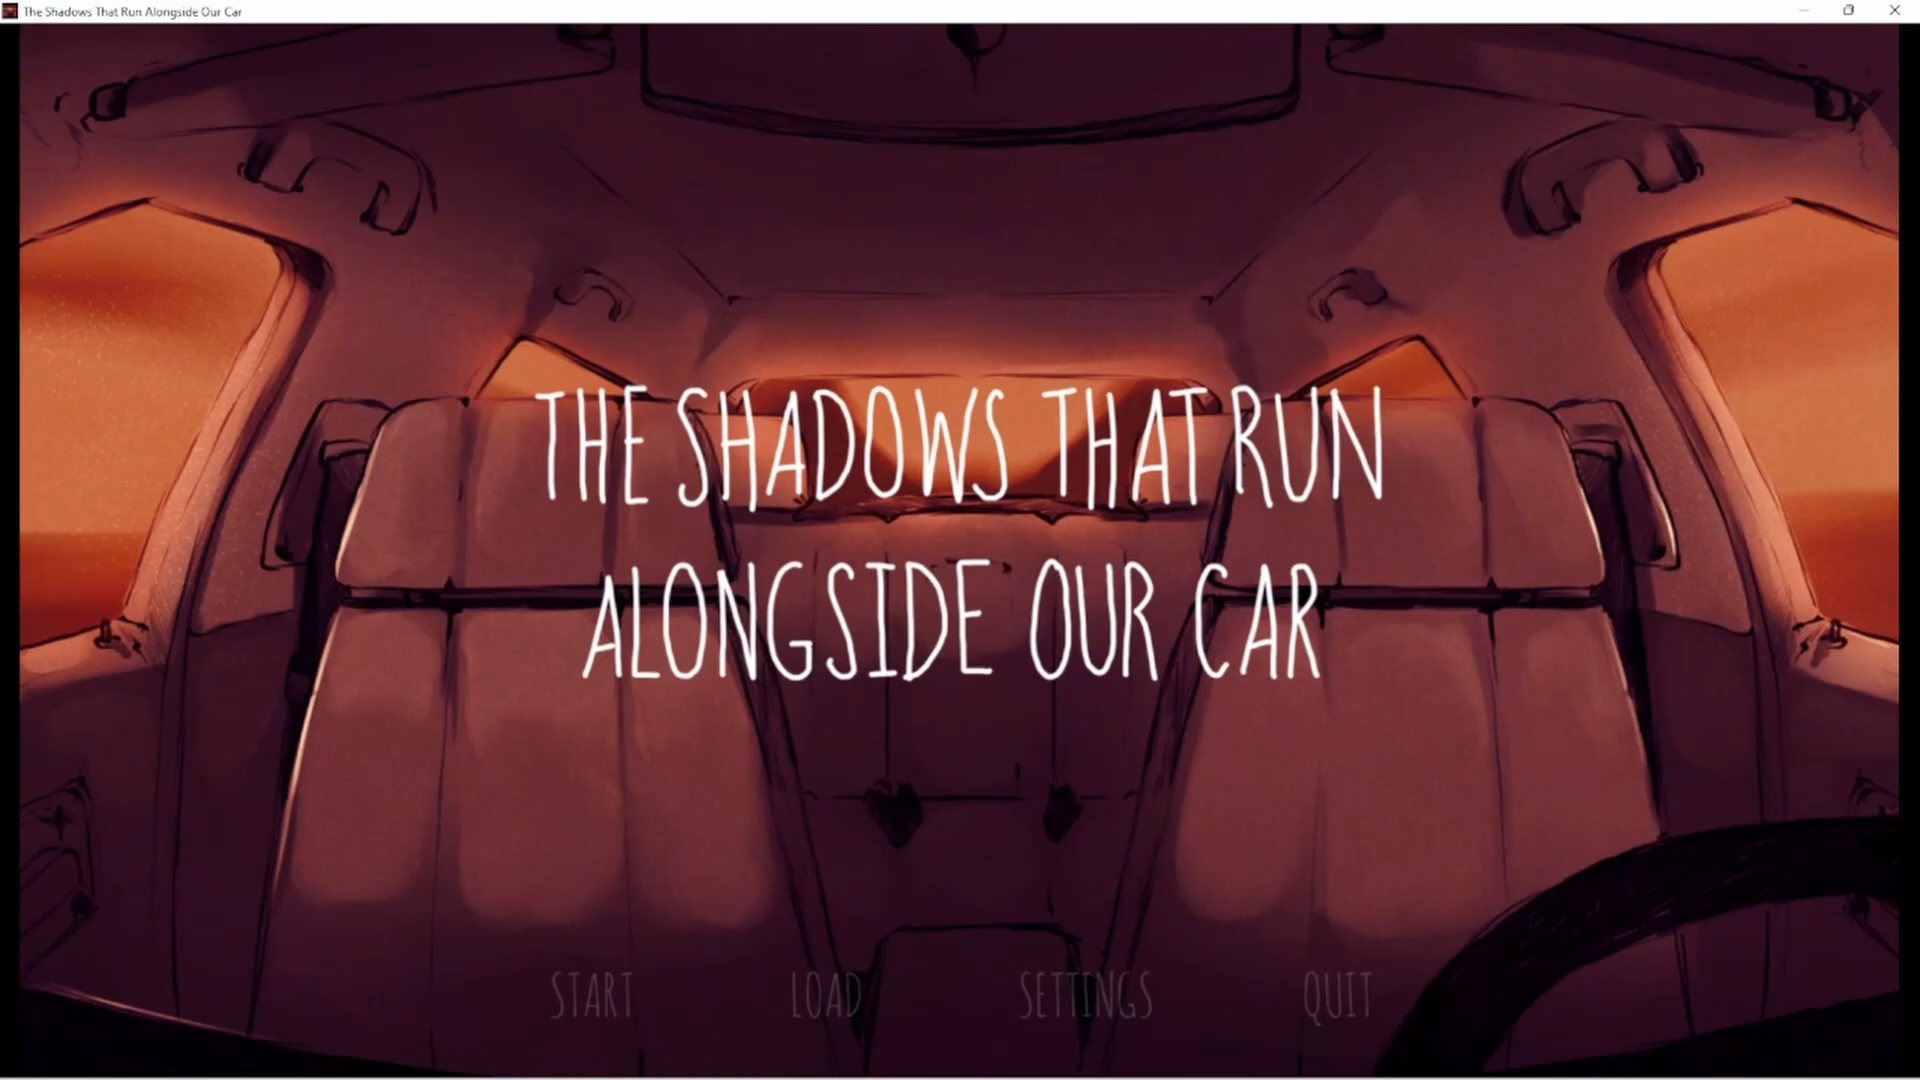 The Shadows That Run Alongside Our Car
THE SHADOWS THAT RUN
ALONGSIDE OUR CAR
START LOAD SETTINGS QUIT